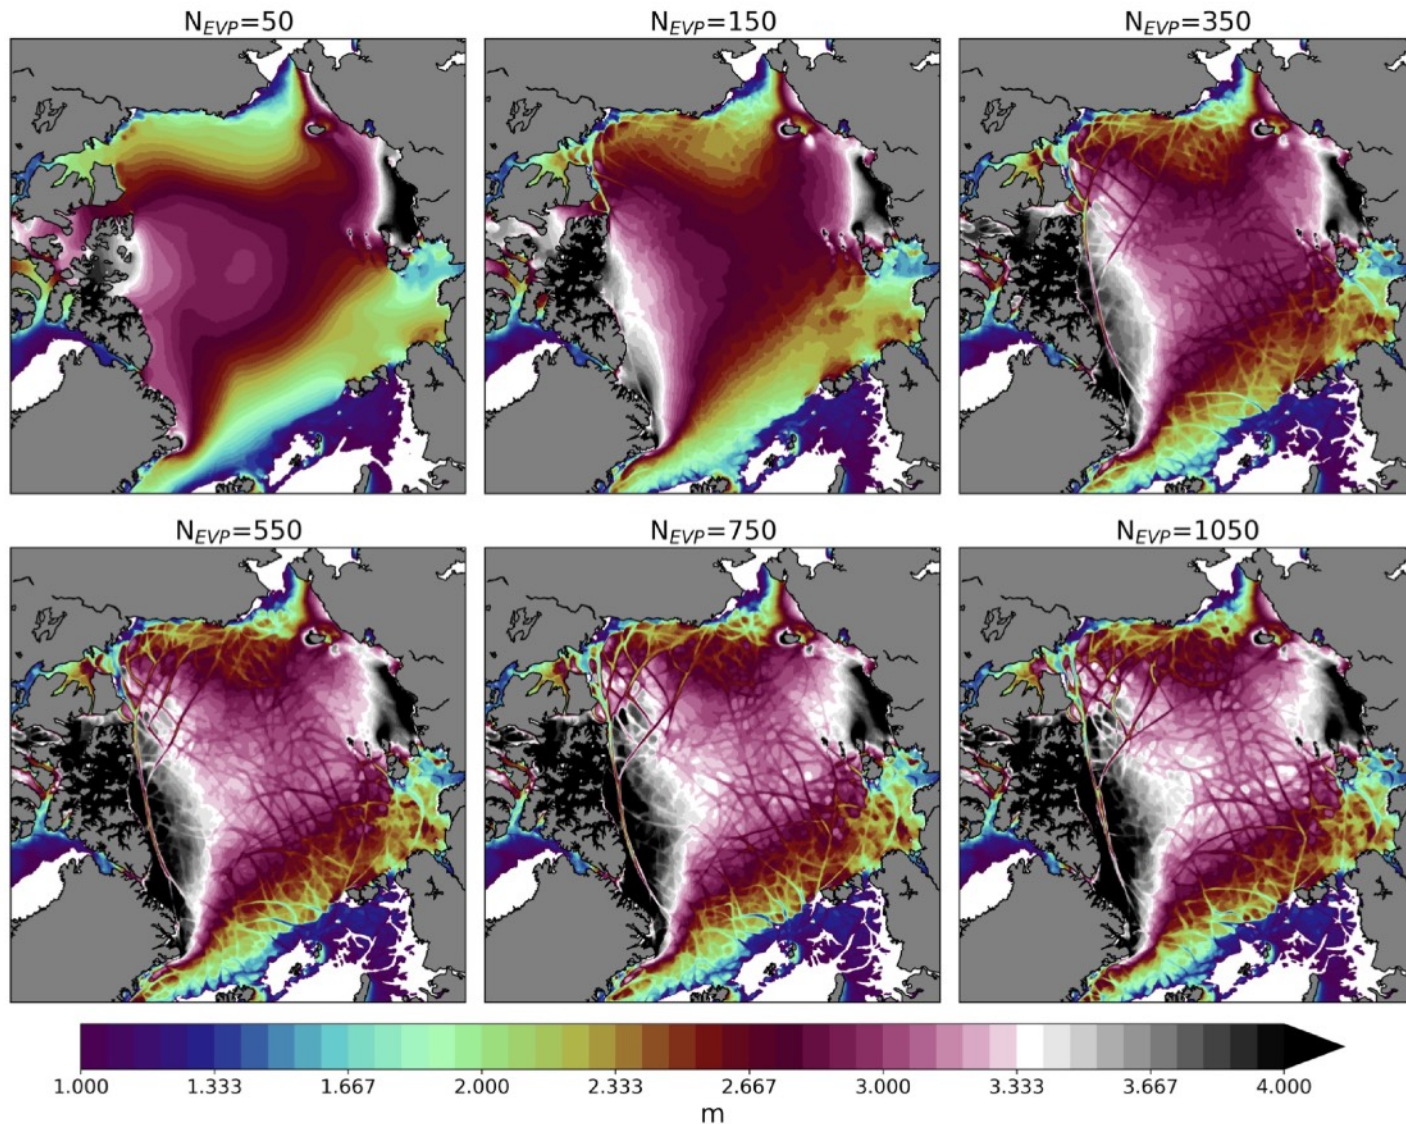 N_EVP=50 N_EVP=150 N_EVP=350
N_EVP=550 N_EVP=750 N_EVP=1050
1.000 1.333 1.667 2.000 2.333 2.667 3.000 3.333 3.667 4.000
m